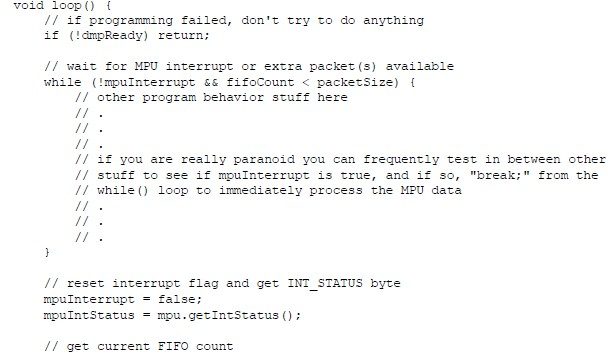 void loop() {
// if programming failed, don't try to do anything
if (!dmpReady) return;
// wait for MPU interrupt or extra packet(s) available
while (!mpuInterrupt && fifoCount < packetSize) {
// other program behavior stuff here
// .
// .
// .
// if you are really paranoid you can frequently test in between other
// stuff to see if mpuInterrupt is true, and if so, "break;" from the
// while() loop to immediately process the MPU data
// .
// .
// .
}
// reset interrupt flag and get INT_STATUS byte
mpuInterrupt = false;
mpuIntStatus = mpu.getIntStatus();
// get current FIFO count